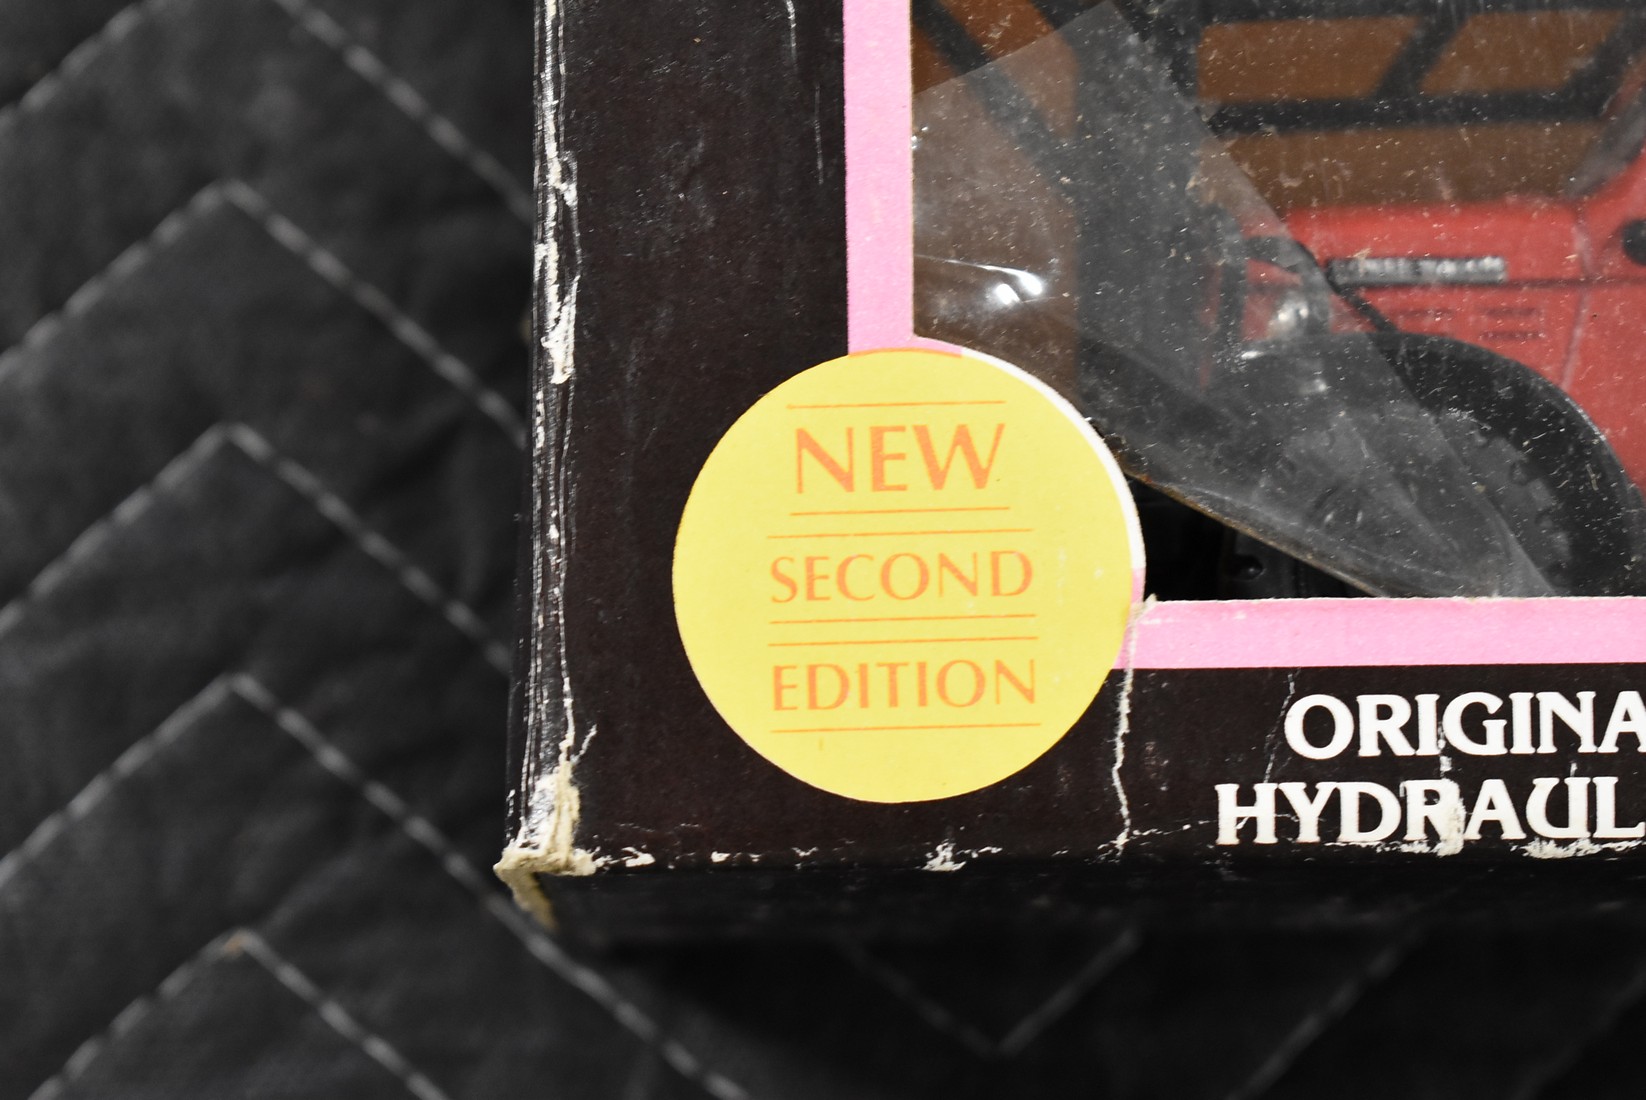 NEW
SECOND
EDITION
ORIGINA
HYDRAUL